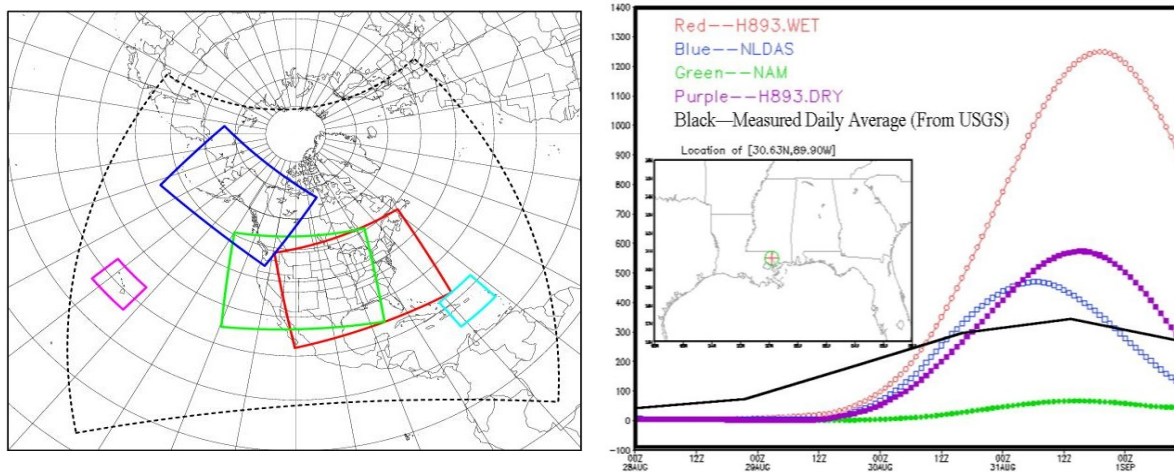 1400
1300
1200
1100
1000
900
800
700
600
500
400
300
200
100
0
-100
Red--H893.WET
Blue--NLDAS
Green--NAM
Purple--H893.DRY
Black—Measured Daily Average (From USGS)
Location of [30.63N,89.90W]
00Z 12Z 00Z 12Z 00Z 12Z 00Z 12Z 00Z
28AUG 29AUG 30AUG 31AUG 1SEP